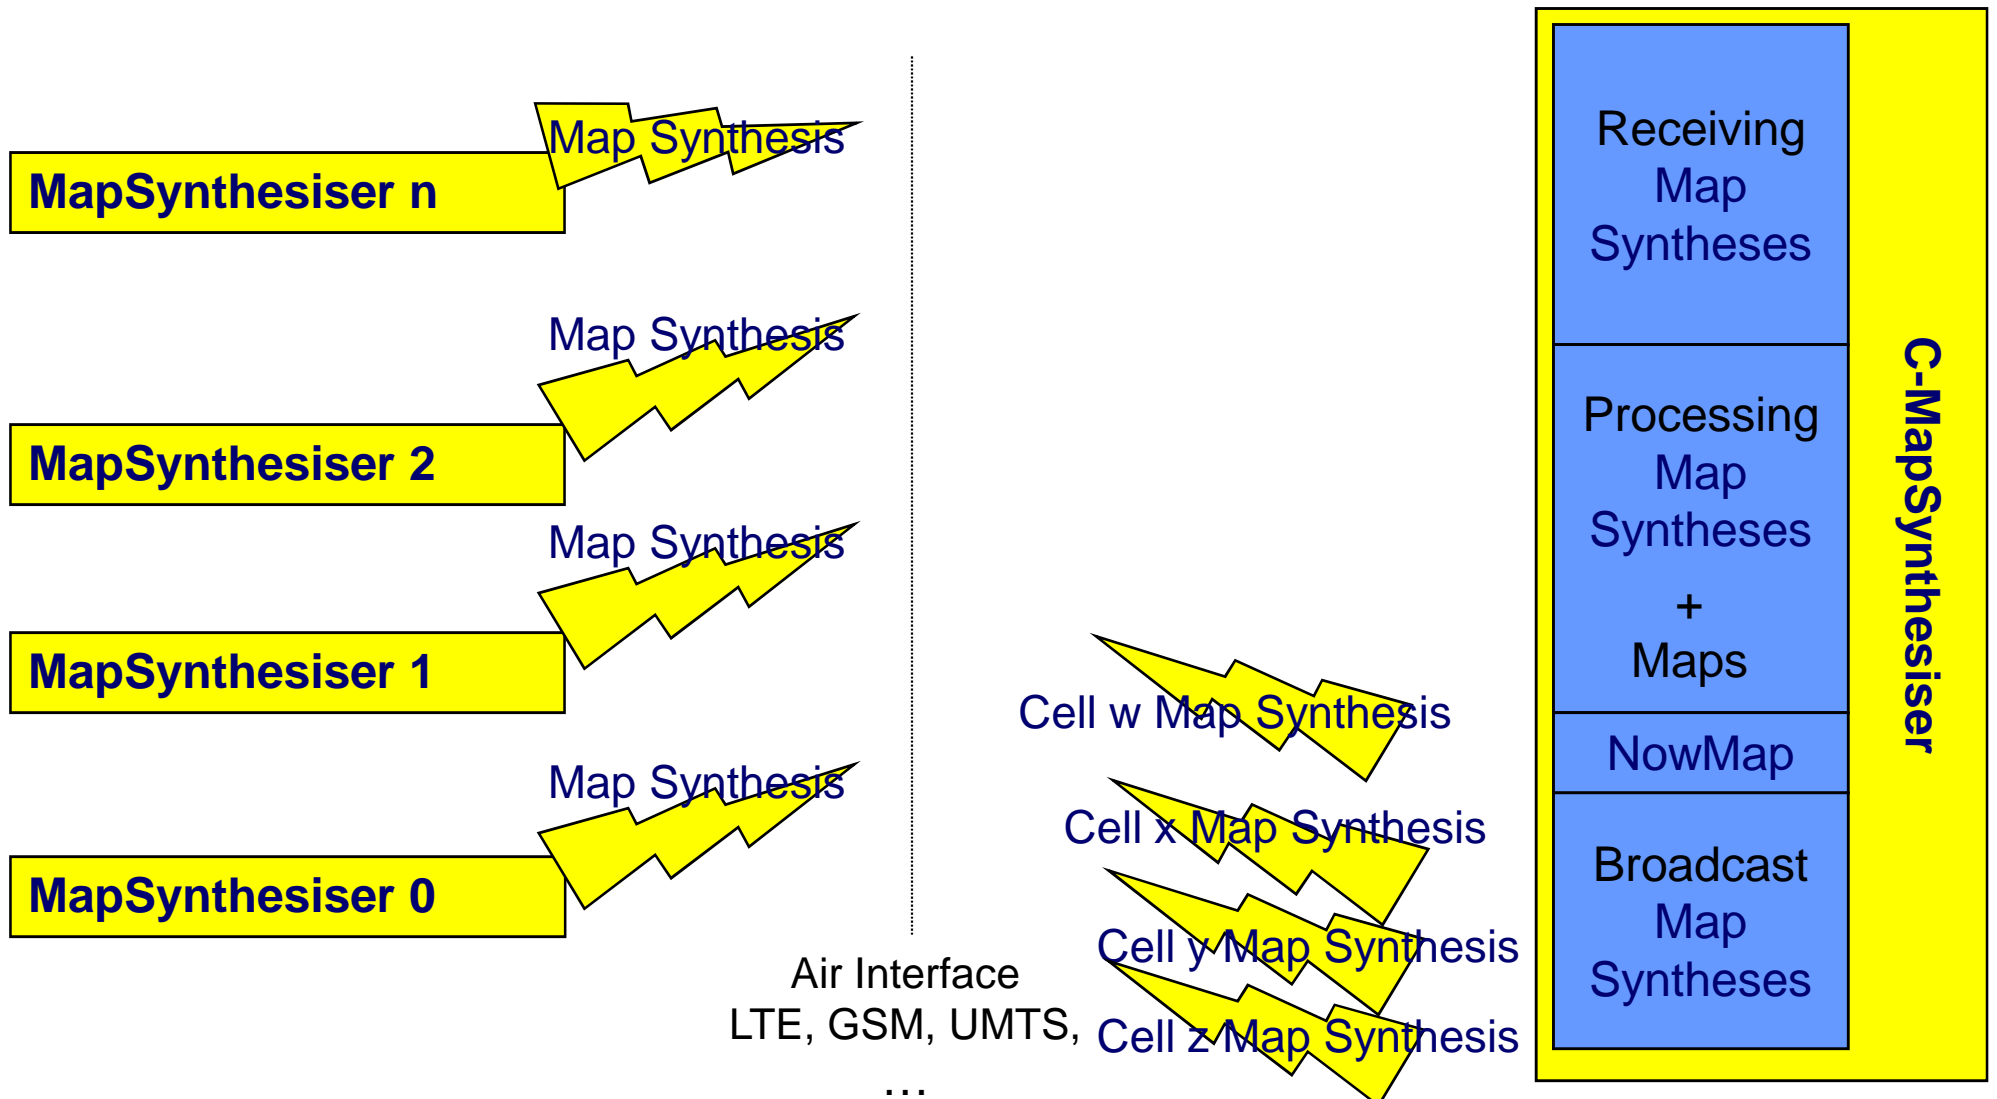 Map Synthesis
MapSynthesiser n
Map Synthesis
MapSynthesiser 2
Map Synthesis
MapSynthesiser 1
Map Synthesis
MapSynthesiser 0
Air Interface
LTE, GSM, UMTS,
…
Cell w Map Synthesis
Cell x Map Synthesis
Cell y Map Synthesis
Cell z Map Synthesis
Receiving
Map
Syntheses
Processing
Map
Syntheses
+
Maps
NowMap
Broadcast
Map
Syntheses
C-MapSynthesiser